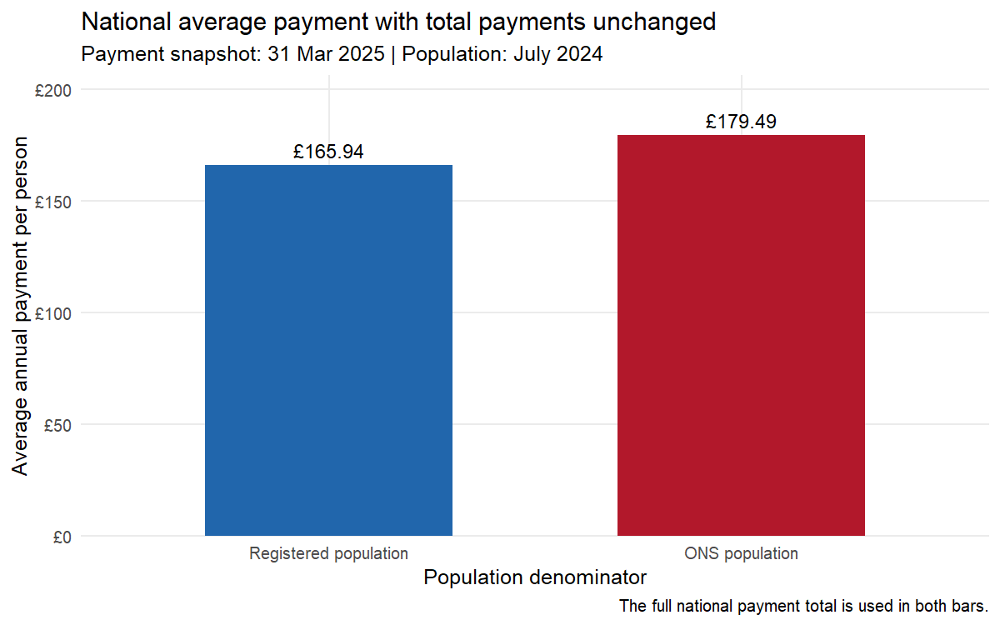 National average payment with total payments unchanged
Payment snapshot: 31 Mar 2025 | Population: July 2024
Average annual payment per person
£200
£150
£100
£50
£0
£165.94
£179.49
Registered population
ONS population
Population denominator
The full national payment total is used in both bars.